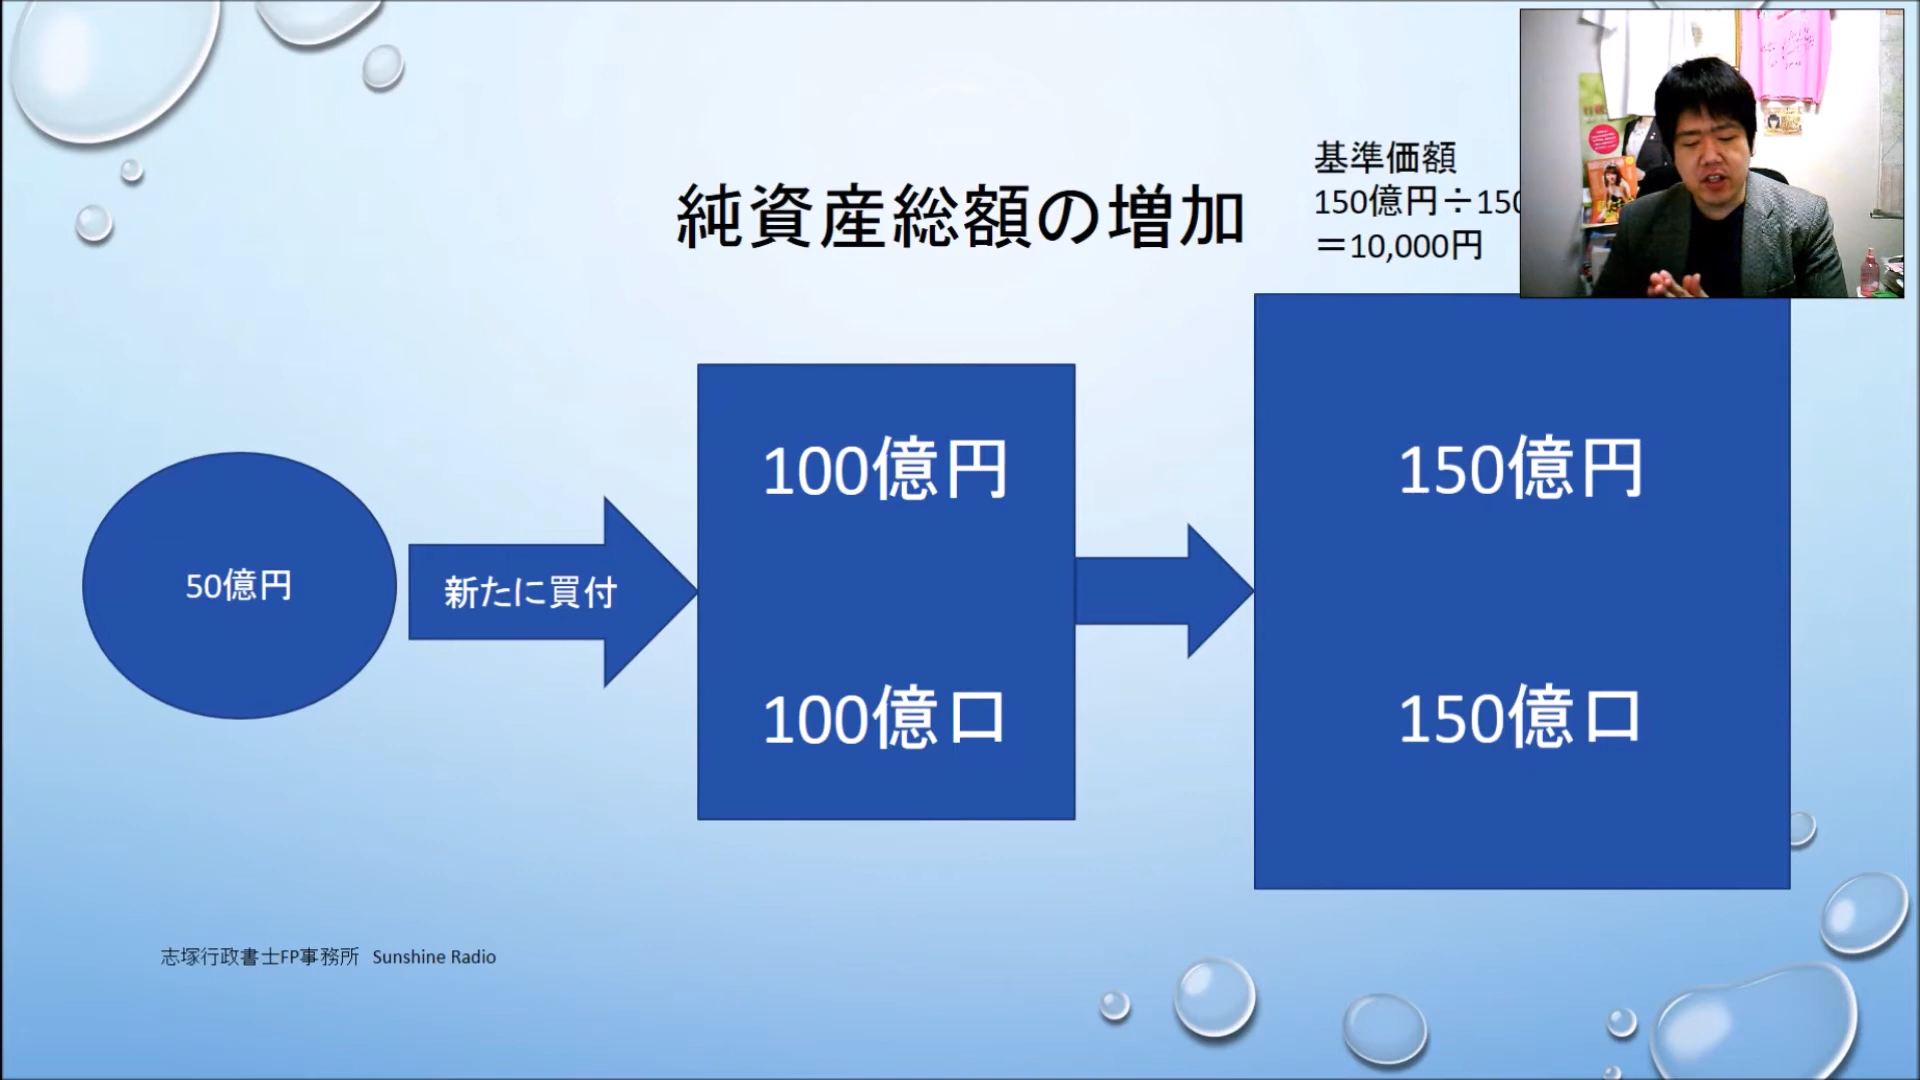 純資産総額の増加
基準価額
150億円÷150
＝10,000円
50億円
新たに買付
100億円
100億口
150億円
150億口
志塚行政書士FP事務所 Sunshine Radio